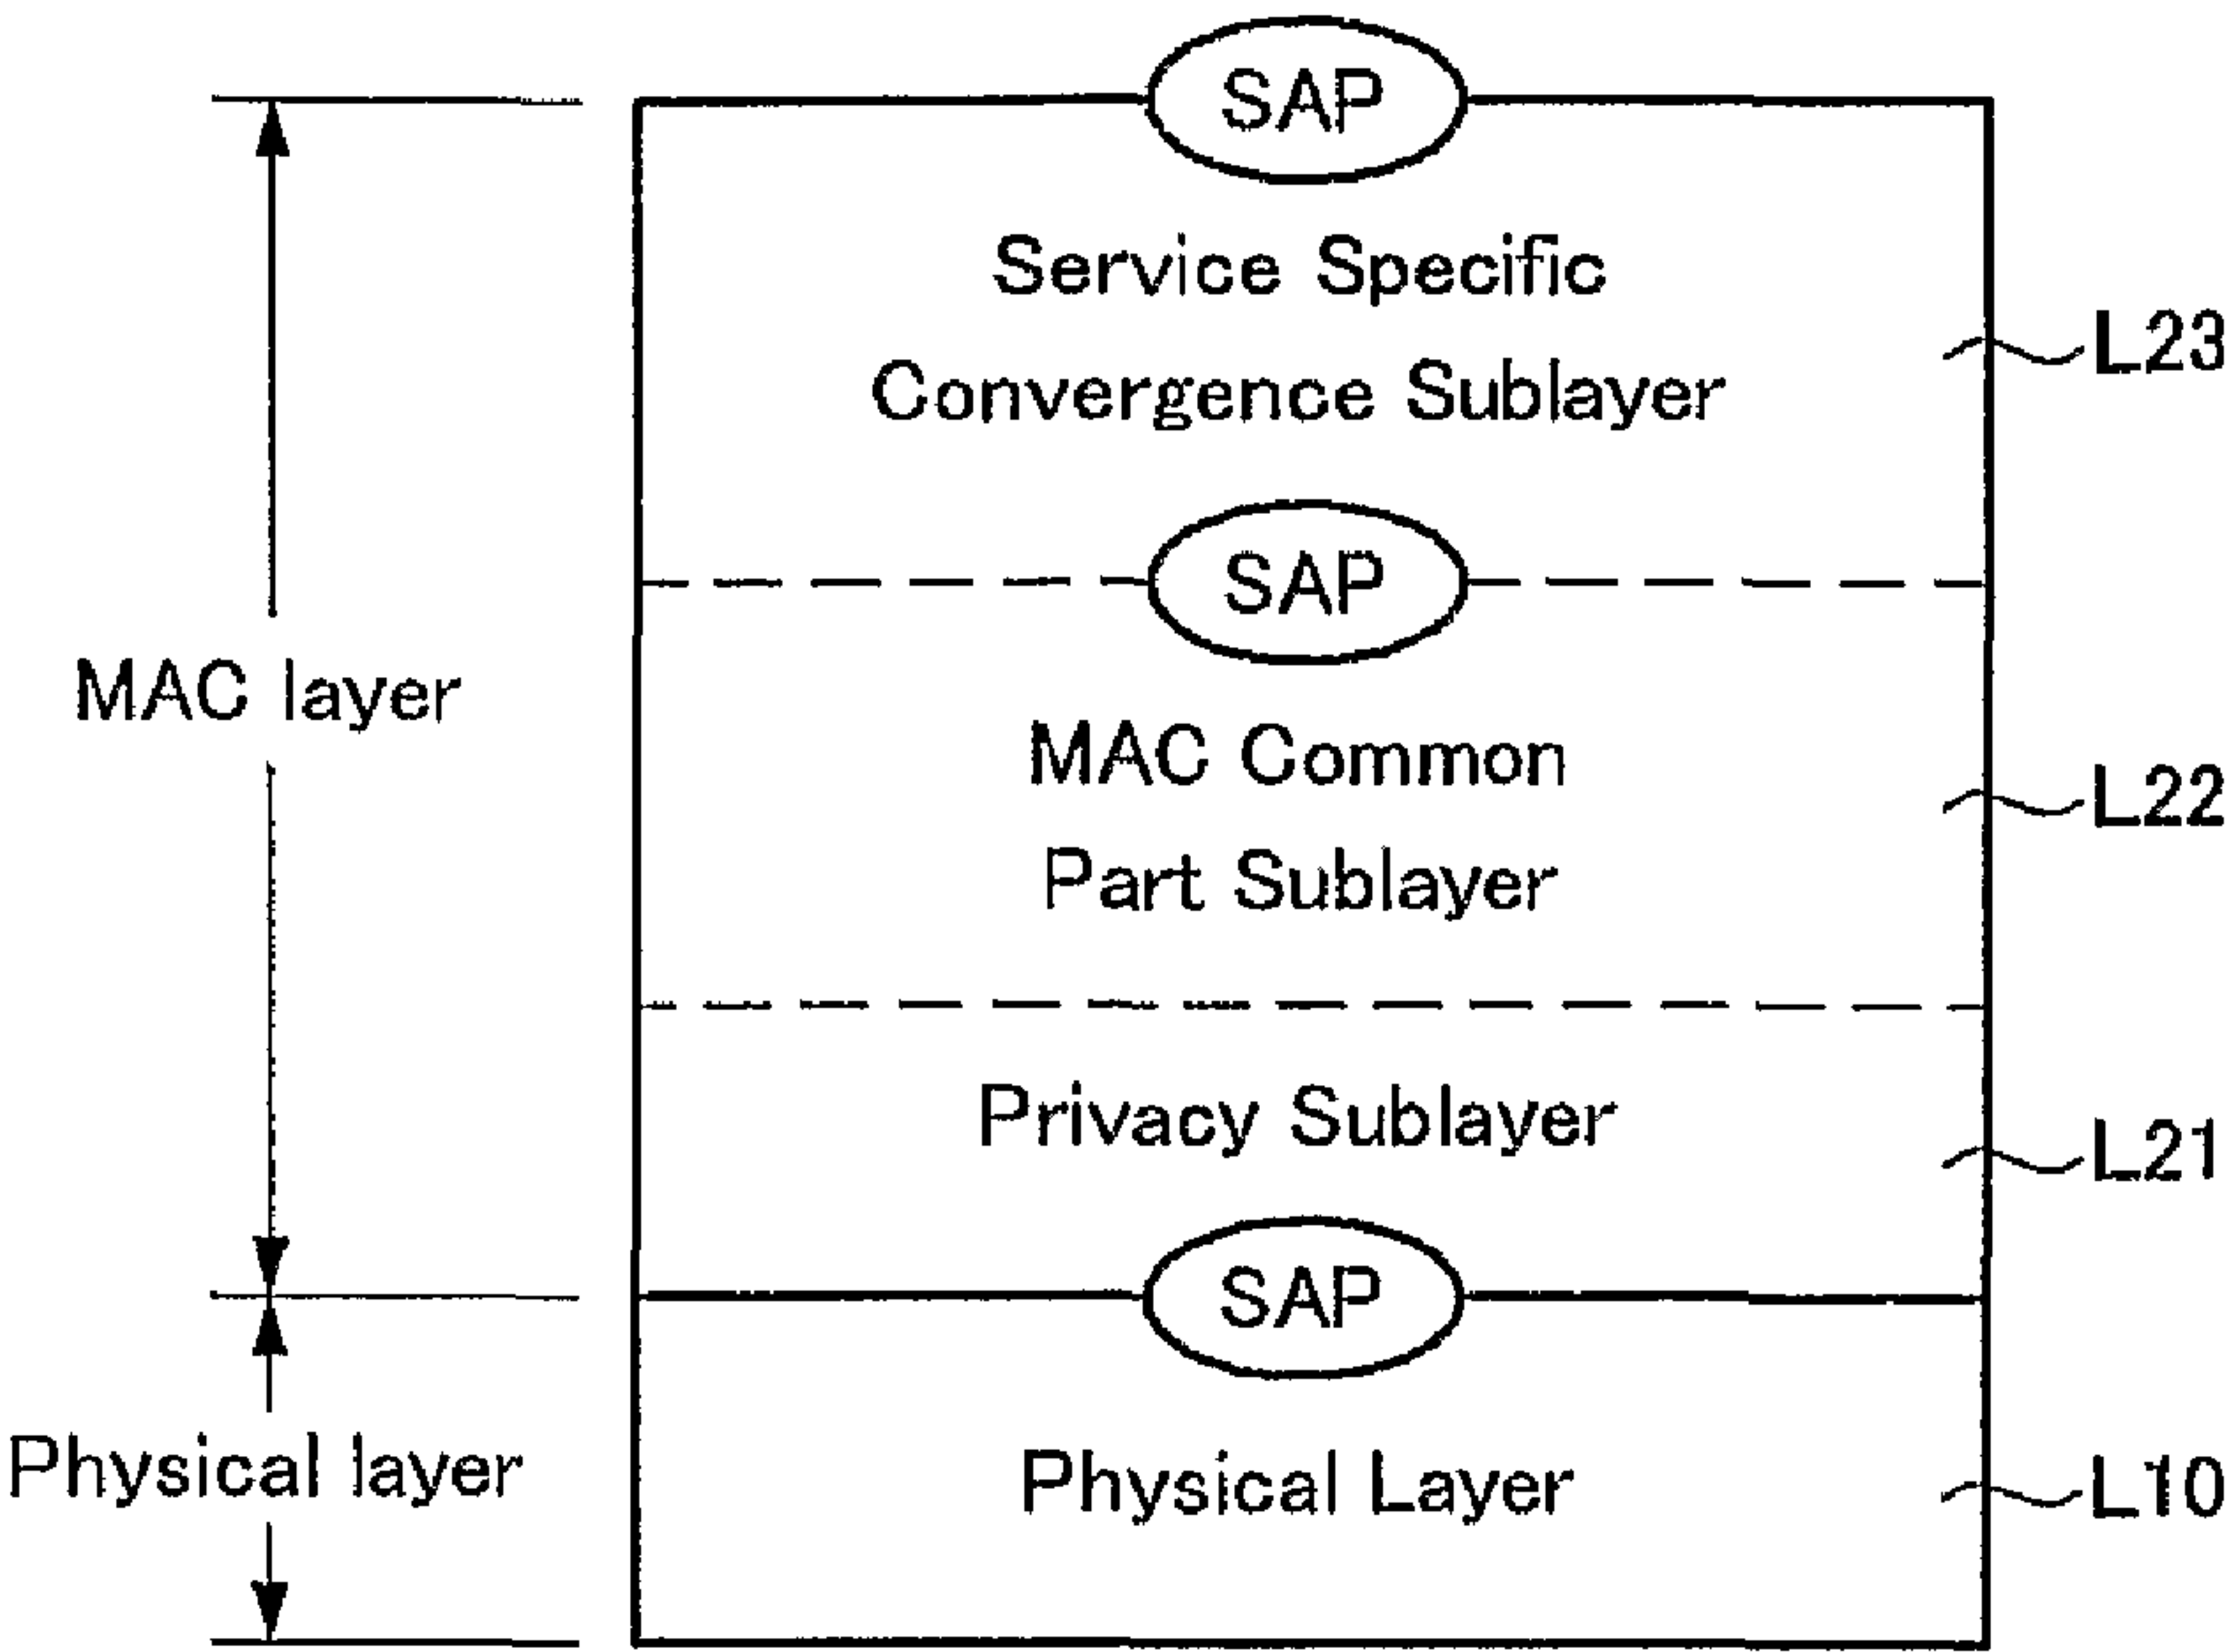 SAP
Service Specific
Convergence Sublayer
L23
SAP
MAC layer
MAC Common
Part Sublayer
L22
Privacy Sublayer
L21
SAP
Physical layer
Physical Layer
L10